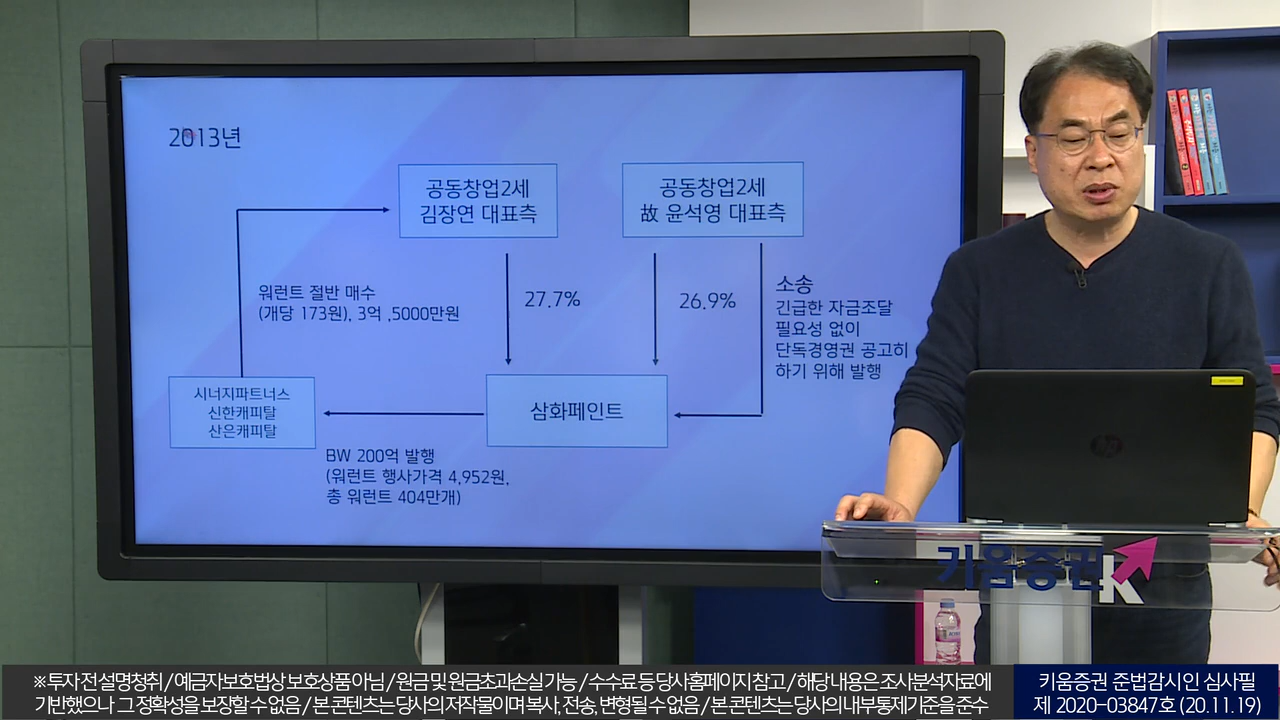 2013년
공동창업2세
김장연 대표측
공동창업2세
故 윤석영 대표측
워런트 절반 매수
(개당 173원), 3억 ,5000만원
27.7%
26.9%
소송
긴급한 자금조달
필요성 없이
단독경영권 공고히
하기 위해 발행
시너지파트너스
신한캐피탈
산은캐피탈
삼화페인트
BW 200억 발행
(워런트 행사가격 4,952원,
총 워런트 404만개)
hp
키움증권K
※ 투자 전 설명청취 / 예금자보호법상 보호상품 아님 / 원금 및 원금초과손실 가능 / 수수료 등 당사홈페이지 참고 / 해당 내용은 조사분석자료에
기반했으나 그 정확성을 보장할 수 없음 / 본 콘텐츠는 당사의 저작물이며 복사, 전송, 변형될 수 없음 / 본 콘텐츠는 당사의 내부통제기준을 준수
키움증권 준법감시인 심사필
제 2020-03847호 (20.11.19)